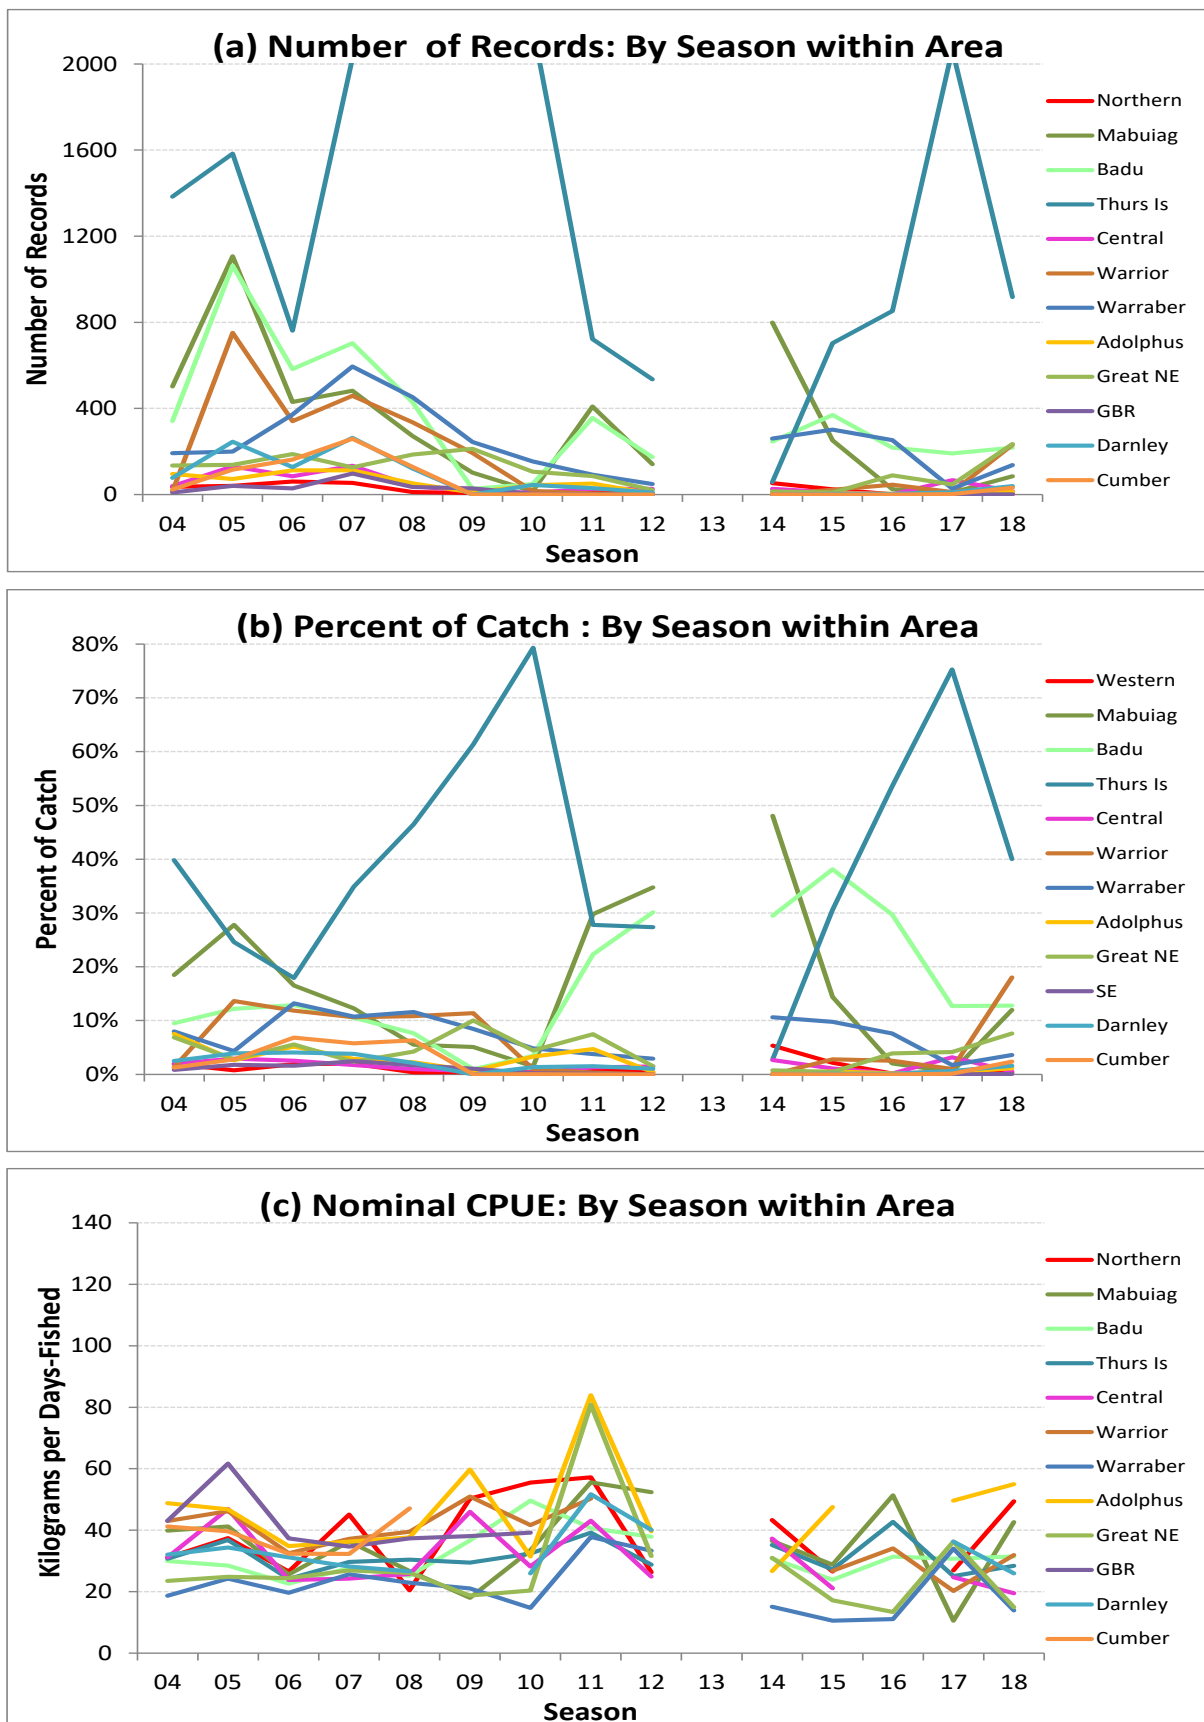 (a) Number of Records: By Season within Area
2000
1600
1200
800
400
0
Number of Records
04 05 06 07 08 09 10 11 12 13 14 15 16 17 18
Season
Northern
Mabuiag
Badu
Thurs Is
Central
Warrior
Warraber
Adolphus
Great NE
GBR
Darnley
Cumber
(b) Percent of Catch : By Season within Area
80%
70%
60%
50%
40%
30%
20%
10%
0%
Percent of Catch
04 05 06 07 08 09 10 11 12 13 14 15 16 17 18
Season
Western
Mabuiag
Badu
Thurs Is
Central
Warrior
Warraber
Adolphus
Great NE
SE
Darnley
Cumber
(c) Nominal CPUE: By Season within Area
140
120
100
80
60
40
20
0
Kilograms per Days-Fished
04 05 06 07 08 09 10 11 12 13 14 15 16 17 18
Season
Northern
Mabuiag
Badu
Thurs Is
Central
Warrior
Warraber
Adolphus
Great NE
GBR
Darnley
Cumber